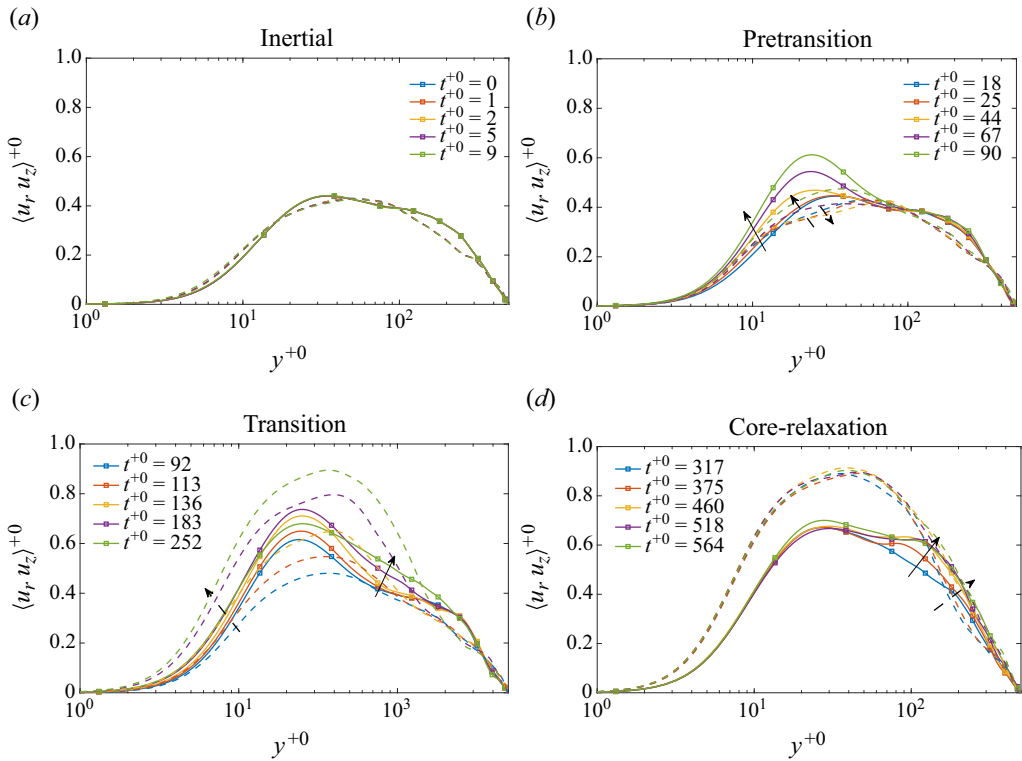 (a)
Inertial
1.0
0.8
0.6
0.4
0.2
0
⟨u_r u_z⟩^{+0}
t^{+0} = 0
t^{+0} = 1
t^{+0} = 2
t^{+0} = 5
t^{+0} = 9
10^0
10^1
10^2
y^{+0}
(b)
Pretransition
1.0
0.8
0.6
0.4
0.2
0
⟨u_r u_z⟩^{+0}
t^{+0} = 18
t^{+0} = 25
t^{+0} = 44
t^{+0} = 67
t^{+0} = 90
10^0
10^1
10^2
y^{+0}
(c)
Transition
1.0
0.8
0.6
0.4
0.2
0
⟨u_r u_z⟩^{+0}
t^{+0} = 92
t^{+0} = 113
t^{+0} = 136
t^{+0} = 183
t^{+0} = 252
10^0
10^1
10^3
y^{+0}
(d)
Core-relaxation
1.0
0.8
0.6
0.4
0.2
0
⟨u_r u_z⟩^{+0}
t^{+0} = 317
t^{+0} = 375
t^{+0} = 460
t^{+0} = 518
t^{+0} = 564
10^0
10^1
10^2
y^{+0}